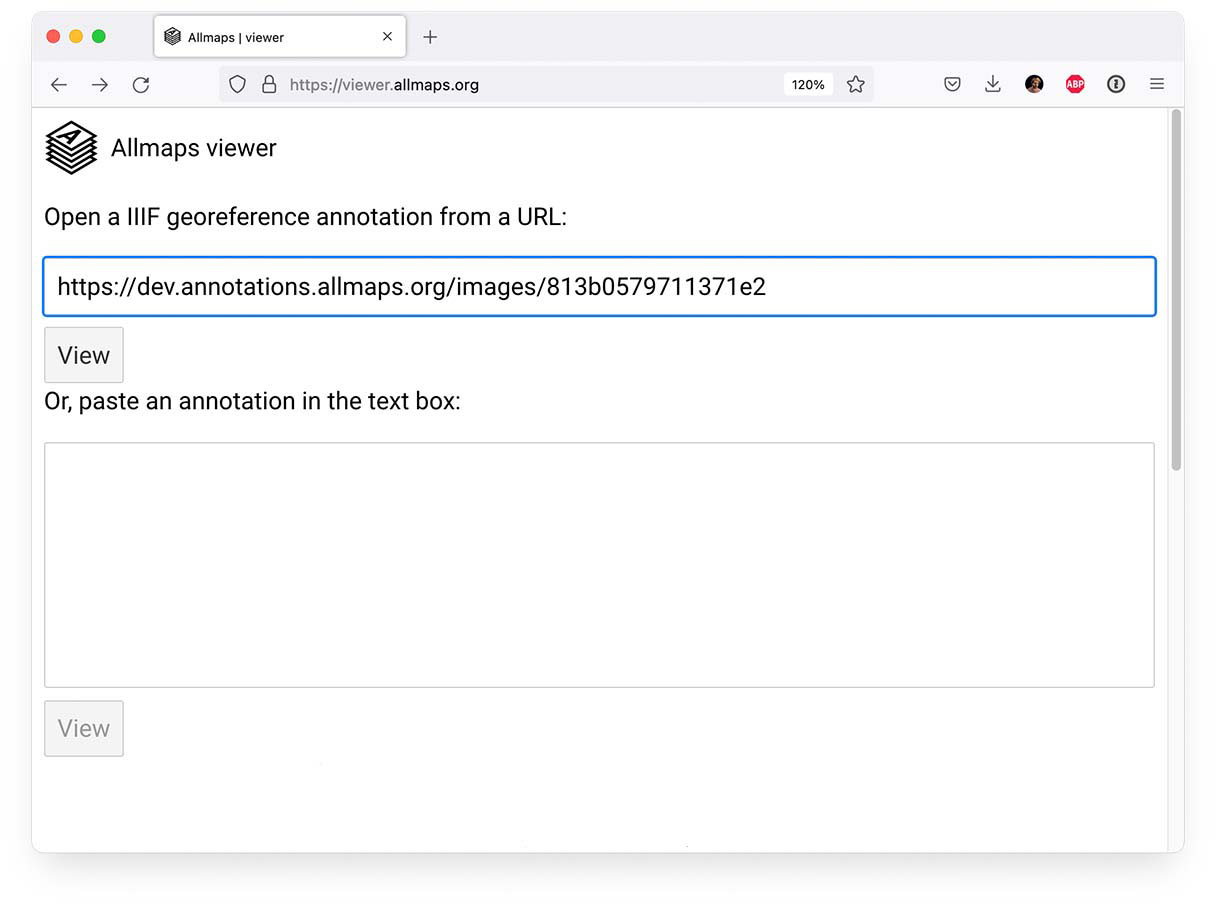 Allmaps | viewer
https://viewer.allmaps.org
120%
ABP
A
Allmaps viewer
Open a IIIF georeference annotation from a URL:
https://dev.annotations.allmaps.org/images/813b0579711371e2
View
Or, paste an annotation in the text box:
View